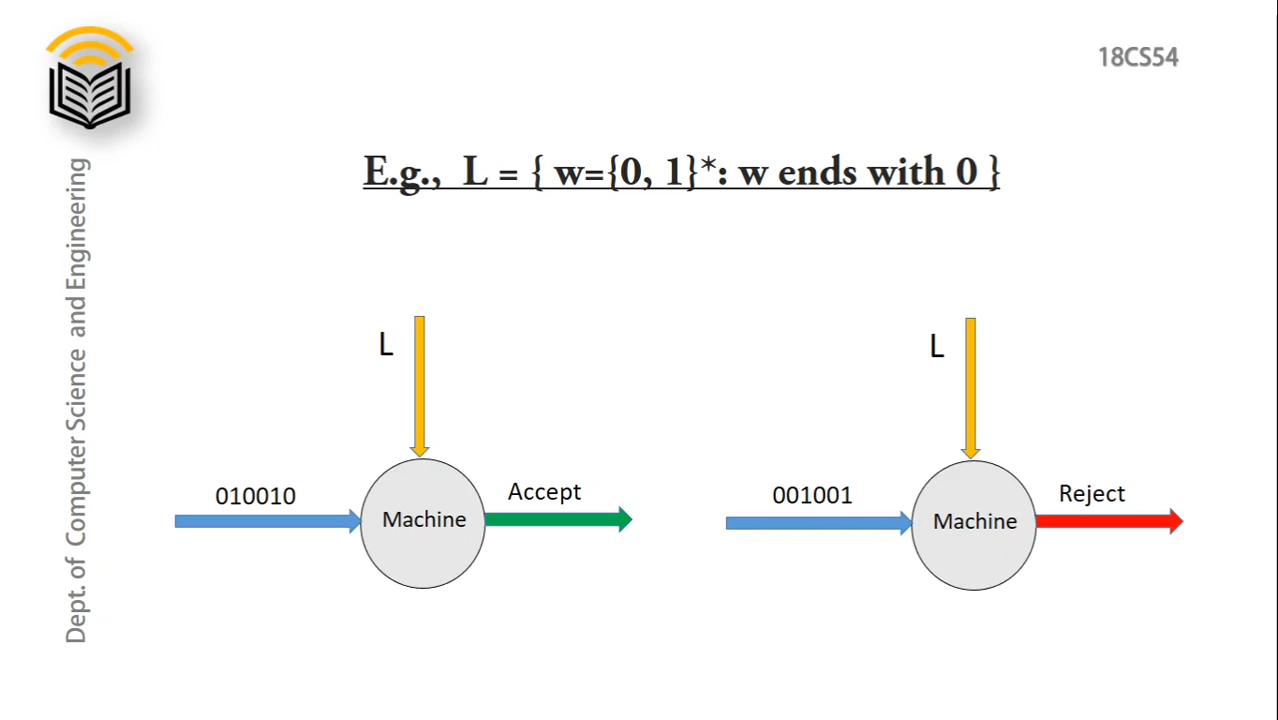 18CS54
Dept. of Computer Science and Engineering
E.g., L = { w={0, 1}*: w ends with 0 }
L
L
010010
Machine
Accept
001001
Machine
Reject